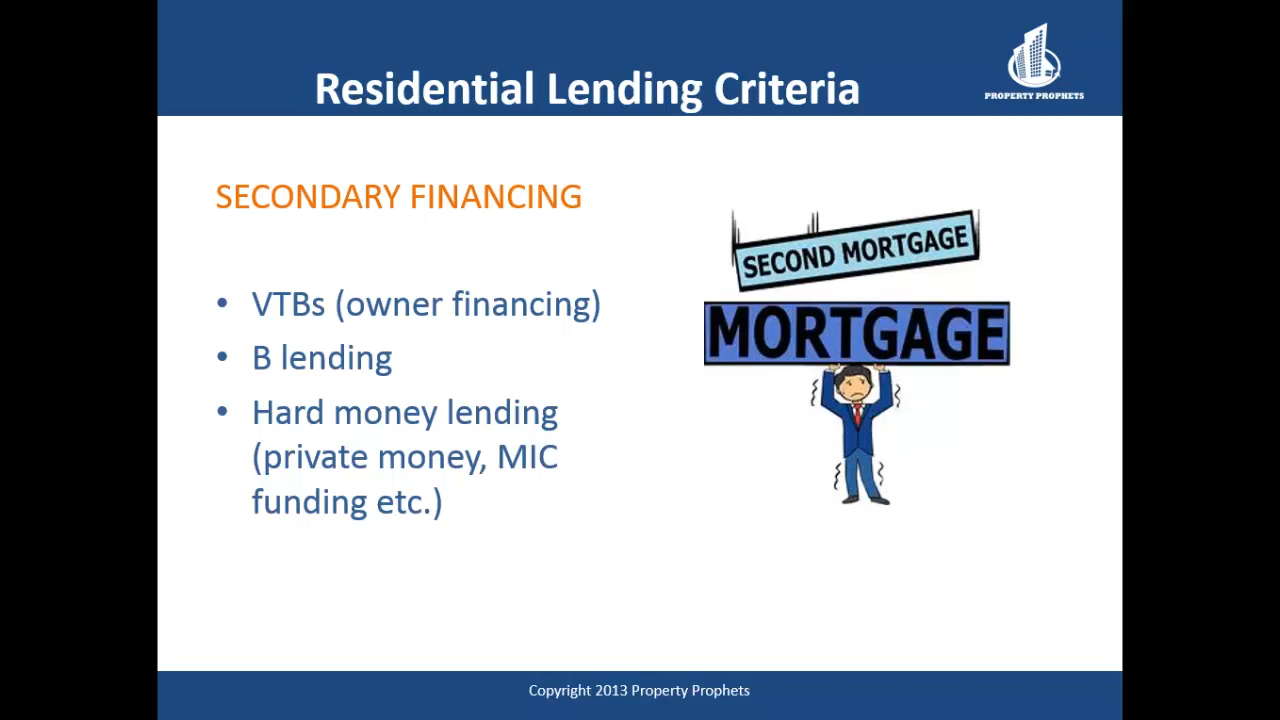 Residential Lending Criteria
PROPERTY PROPHETS
SECONDARY FINANCING
• VTBs (owner financing)
• B lending
• Hard money lending
(private money, MIC
funding etc.)
SECOND MORTGAGE
MORTGAGE
Copyright 2013 Property Prophets